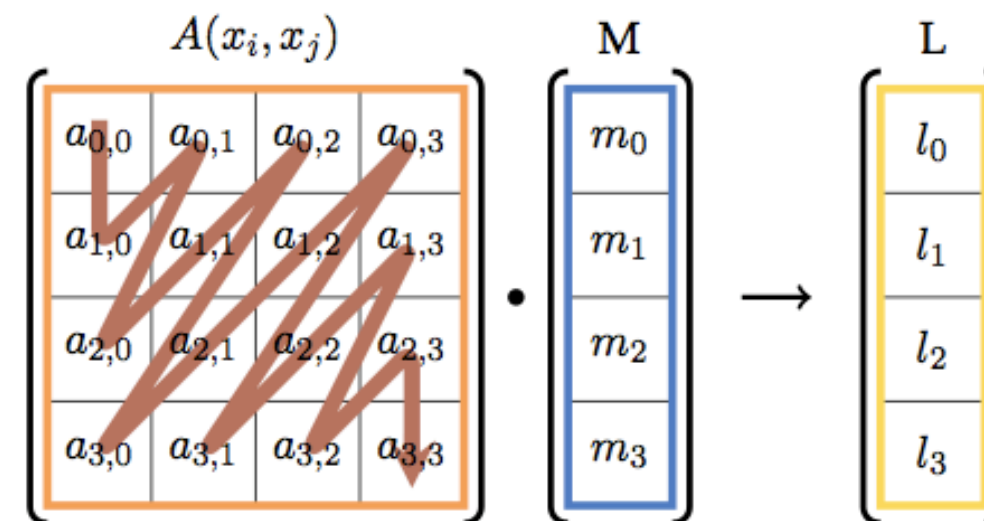 A(x_i, x_j) M L
a_{0,0} a_{0,1} a_{0,2} a_{0,3} m_0 l_0
a_{1,0} a_{1,1} a_{1,2} a_{1,3} m_1 l_1
• →
a_{2,0} a_{2,1} a_{2,2} a_{2,3} m_2 l_2
a_{3,0} a_{3,1} a_{3,2} a_{3,3} m_3 l_3